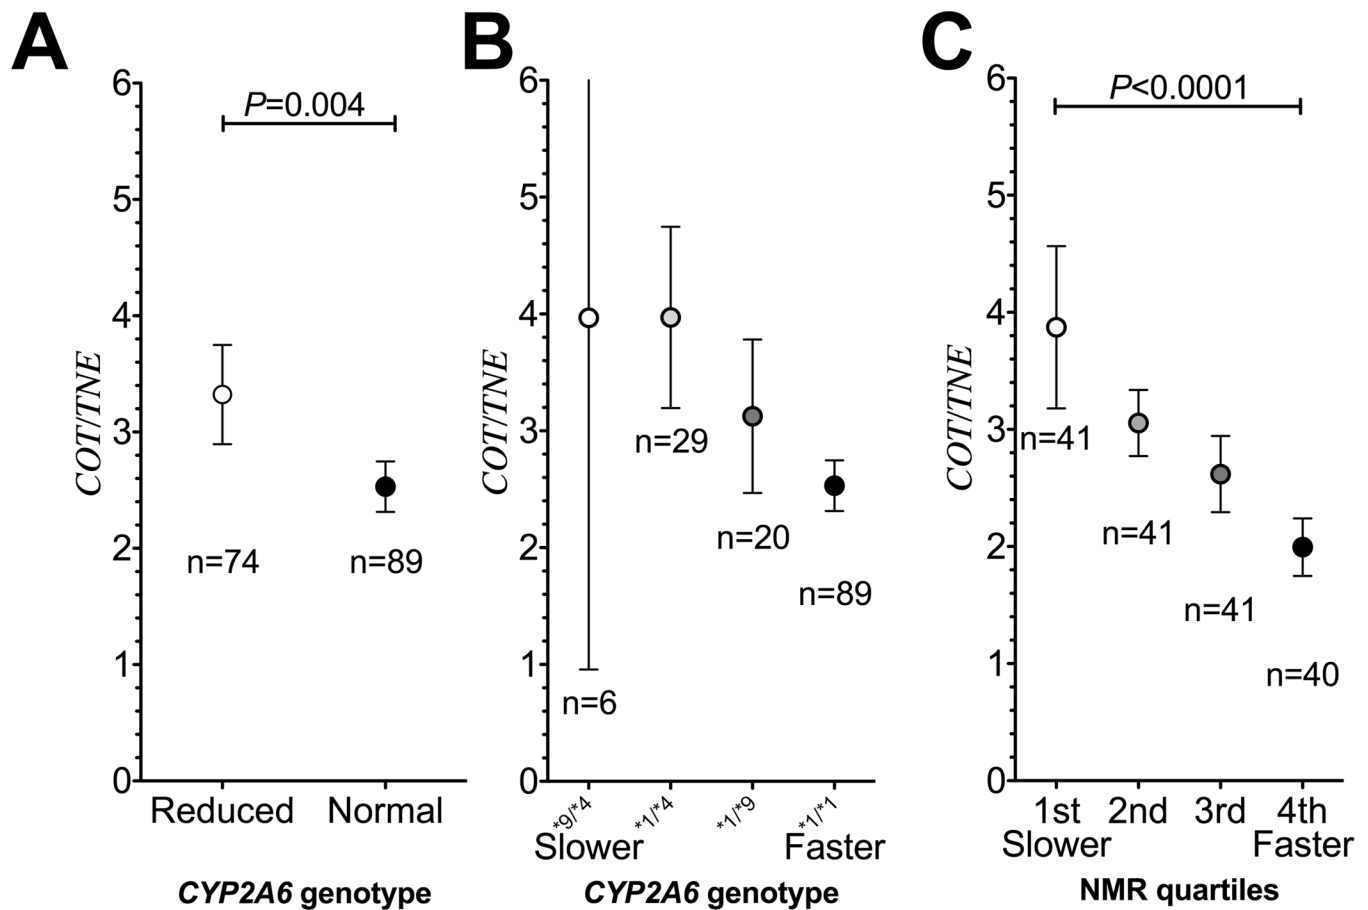 A
6
5
4
3
2
1
0
COT/TNE
P=0.004
n=74
n=89
Reduced
Normal
CYP2A6 genotype
B
6
5
4
3
2
1
0
COT/TNE
n=6
n=29
n=20
n=89
*9/*4
*1/*4
*1/*9
*1/*1
Slower
Faster
CYP2A6 genotype
C
6
5
4
3
2
1
0
COT/TNE
P<0.0001
n=41
n=41
n=41
n=40
1st
2nd
3rd
4th
Slower
Faster
NMR quartiles